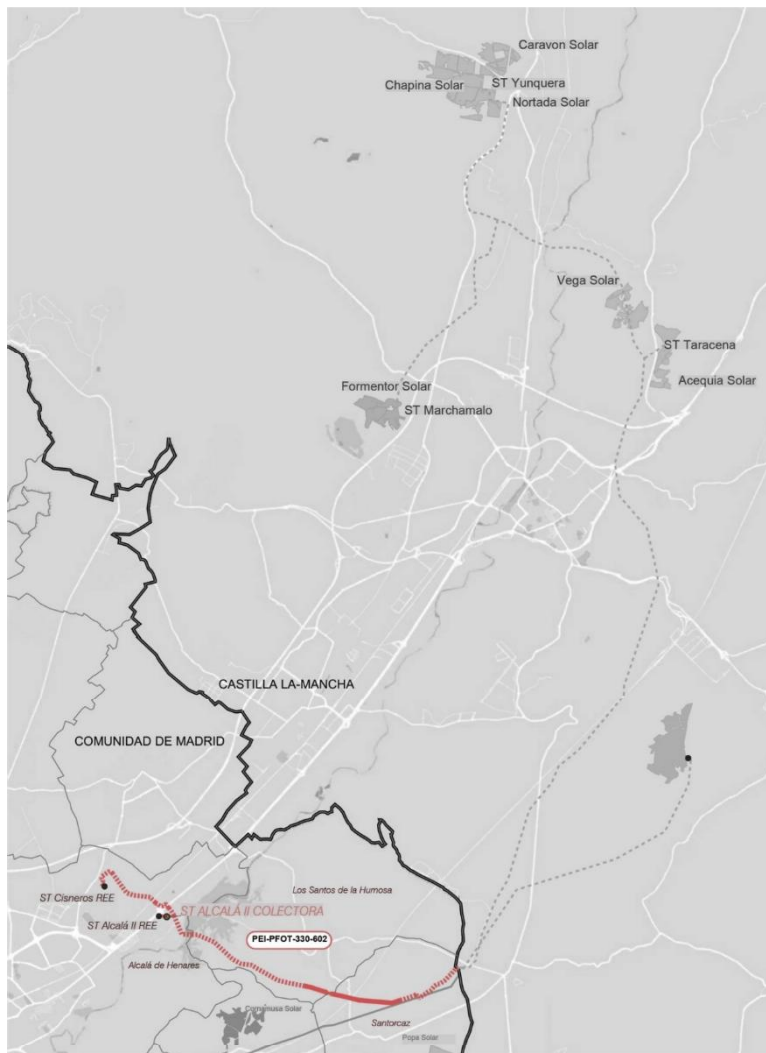 Caravon Solar
Chapina Solar
ST Yunquera
Nortada Solar
Vega Solar
ST Taracena
Formentor Solar
Acequia Solar
ST Marchamalo
CASTILLA LA-MANCHA
COMUNIDAD DE MADRID
ST Cisneros REE
Los Santos de la Humosa
ST ALCALÁ II COLECTORA
ST Alcalá II REE
PEI-PFOT-330-602
Alcalá de Henares
Cornamusa Solar
Santorcaz
Popa Solar